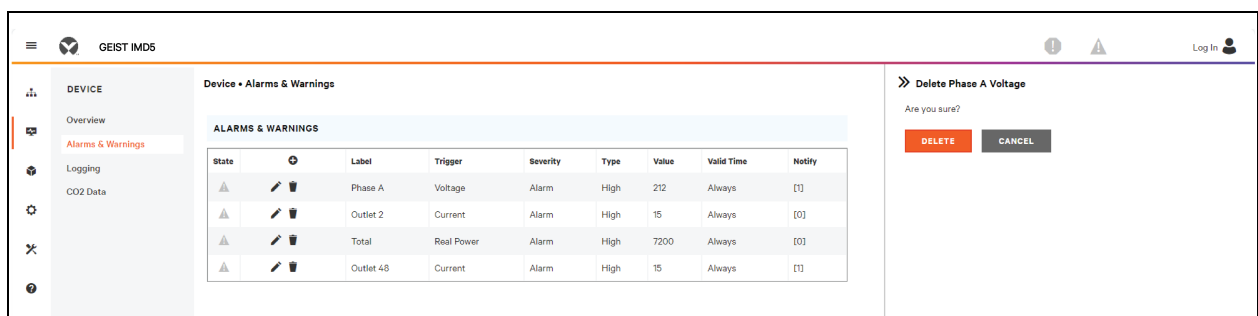 GEIST IMD5
Log In
DEVICE
Overview
Alarms & Warnings
Logging
CO2 Data
Device • Alarms & Warnings
ALARMS & WARNINGS
State Label Trigger Severity Type Value Valid Time Notify
Phase A Voltage Alarm High 212 Always [1]
Outlet 2 Current Alarm High 15 Always [0]
Total Real Power Alarm High 7200 Always [0]
Outlet 48 Current Alarm High 15 Always [1]
Delete Phase A Voltage
Are you sure?
DELETE CANCEL